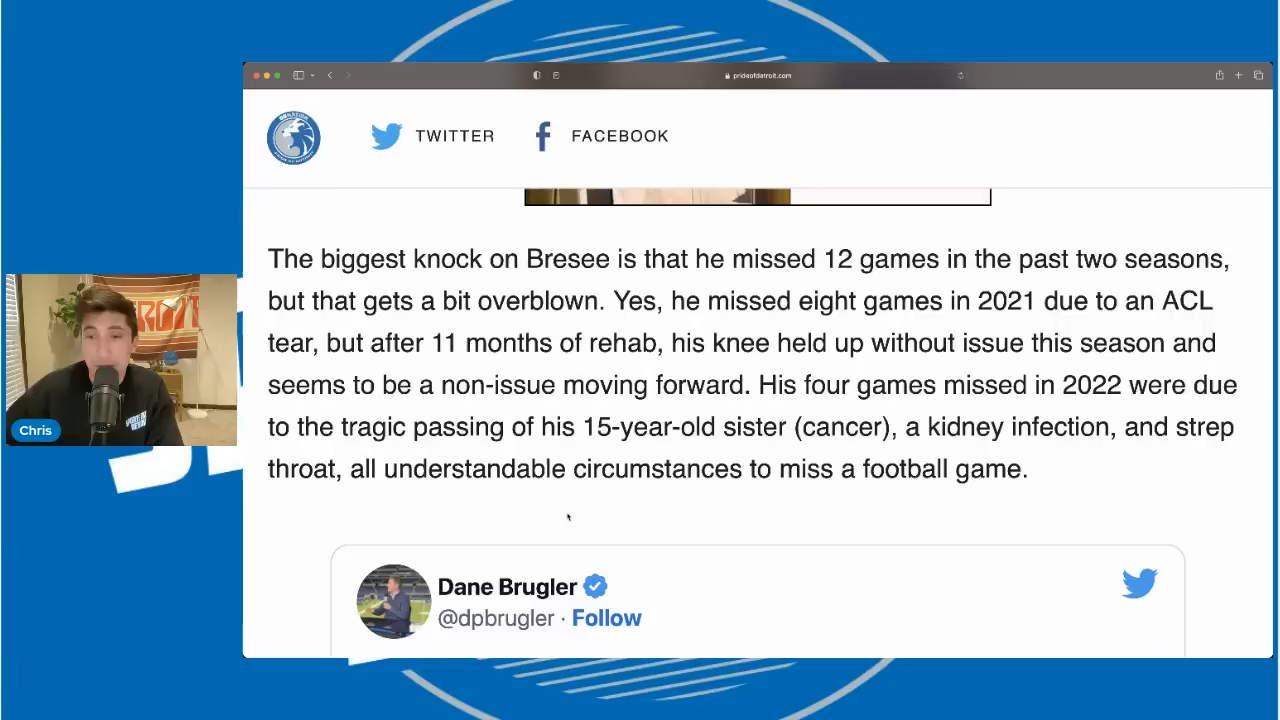 prideofdetroit.com
TWITTER
FACEBOOK
The biggest knock on Bresee is that he missed 12 games in the past two seasons,
but that gets a bit overblown. Yes, he missed eight games in 2021 due to an ACL
tear, but after 11 months of rehab, his knee held up without issue this season and
seems to be a non-issue moving forward. His four games missed in 2022 were due
to the tragic passing of his 15-year-old sister (cancer), a kidney infection, and strep
throat, all understandable circumstances to miss a football game.
Chris
Dane Brugler
@dpbrugler · Follow